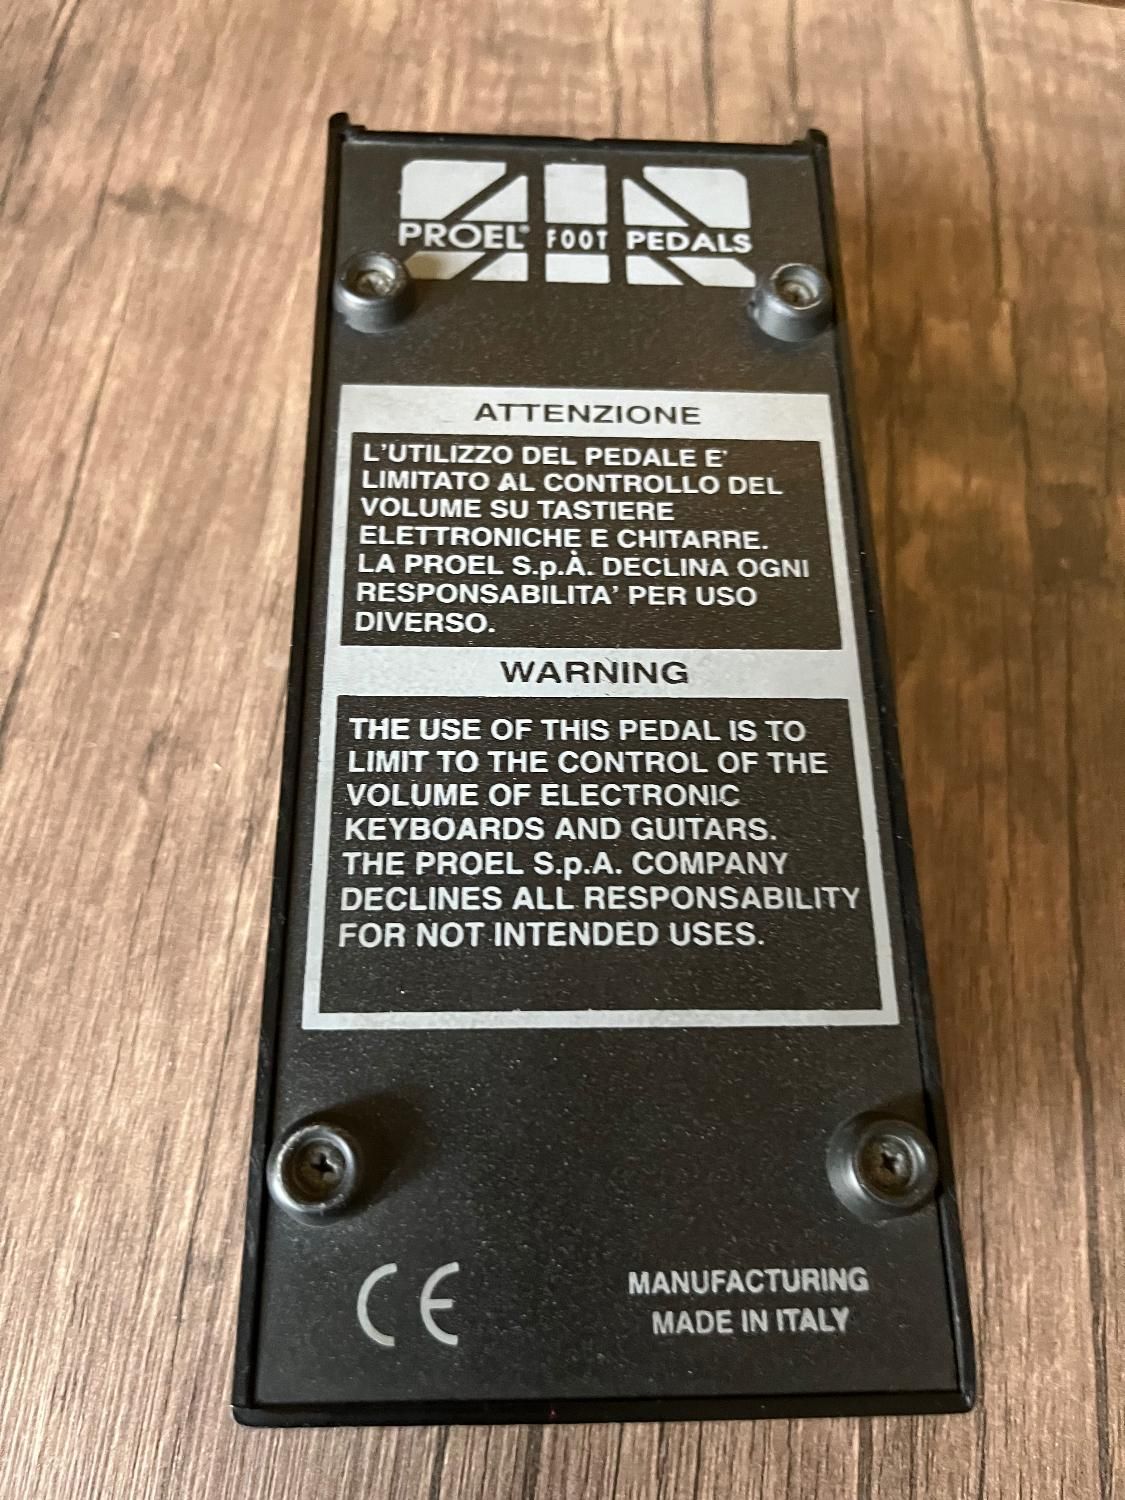 PROEL® FOOT PEDALS
ATTENZIONE
L'UTILIZZO DEL PEDALE E'
LIMITATO AL CONTROLLO DEL
VOLUME SU TASTIERE
ELETTRONICHE E CHITARRE.
LA PROEL S.p.À. DECLINA OGNI
RESPONSABILITA' PER USO
DIVERSO.
WARNING
THE USE OF THIS PEDAL IS TO
LIMIT TO THE CONTROL OF THE
VOLUME OF ELECTRONIC
KEYBOARDS AND GUITARS.
THE PROEL S.p.A. COMPANY
DECLINES ALL RESPONSABILITY
FOR NOT INTENDED USES.
CE
MANUFACTURING
MADE IN ITALY